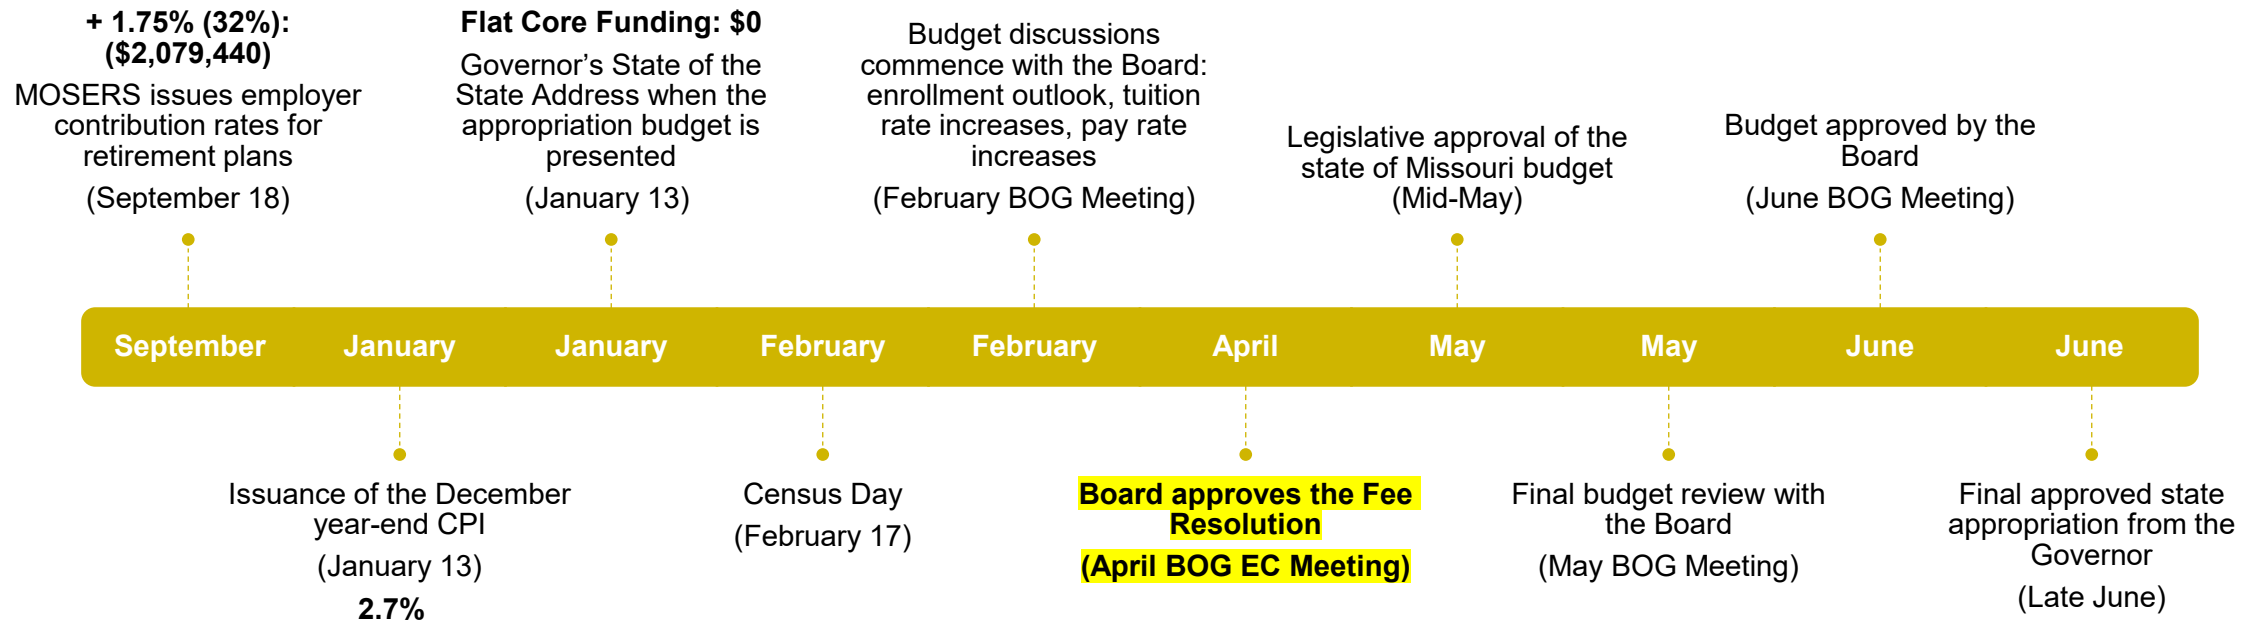 + 1.75% (32%):
($2,079,440)
MOSERS issues employer
contribution rates for
retirement plans
(September 18)
Flat Core Funding: $0
Governor’s State of the
State Address when the
appropriation budget is
presented
(January 13)
Budget discussions
commence with the Board:
enrollment outlook, tuition
rate increases, pay rate
increases
(February BOG Meeting)
Legislative approval of the
state of Missouri budget
(Mid-May)
Budget approved by the
Board
(June BOG Meeting)
September
January
January
February
February
April
May
May
June
June
Issuance of the December
year-end CPI
(January 13)
2.7%
Census Day
(February 17)
Board approves the Fee
Resolution
(April BOG EC Meeting)
Final budget review with
the Board
(May BOG Meeting)
Final approved state
appropriation from the
Governor
(Late June)